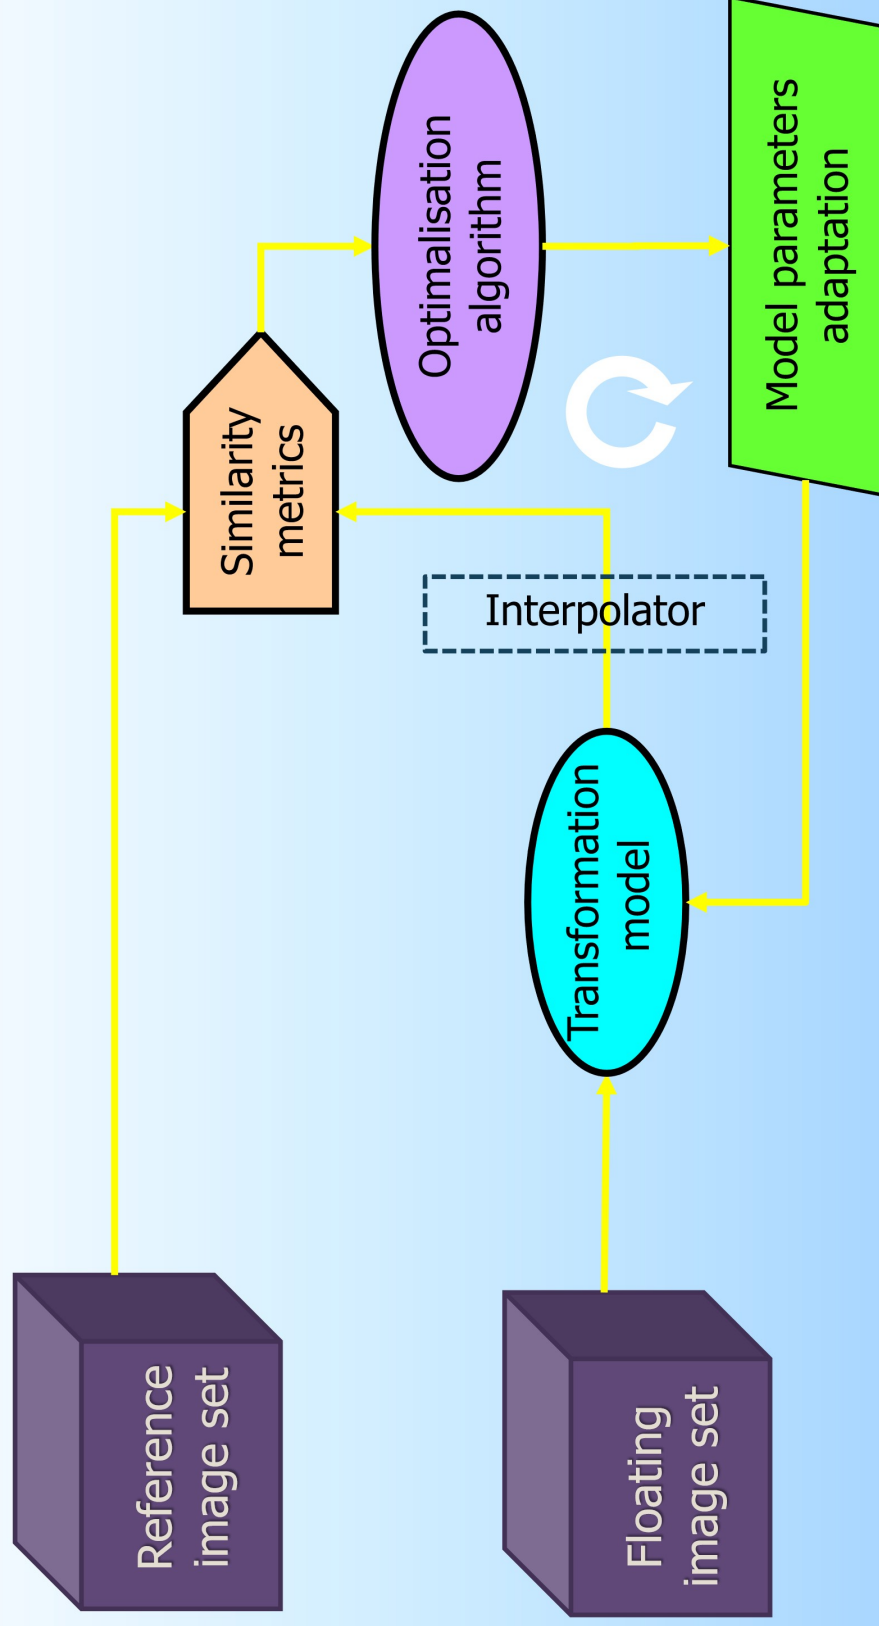 Reference
image set
Similarity
metrics
Optimalisation
algorithm
Interpolator
Transformation
model
Floating
image set
Model parameters
adaptation